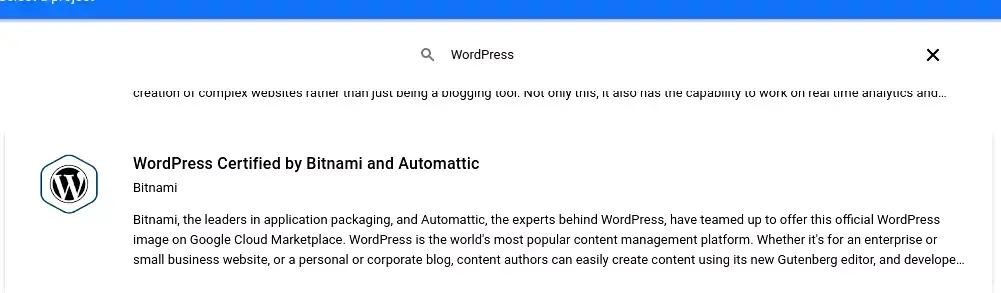 Select a project
WordPress
creation of complex websites rather than just being a blogging tool. Not only this, it also has the capability to work on real time analytics and…
WordPress Certified by Bitnami and Automattic
Bitnami
Bitnami, the leaders in application packaging, and Automattic, the experts behind WordPress, have teamed up to offer this official WordPress
image on Google Cloud Marketplace. WordPress is the world's most popular content management platform. Whether it's for an enterprise or
small business website, or a personal or corporate blog, content authors can easily create content using its new Gutenberg editor, and develope…